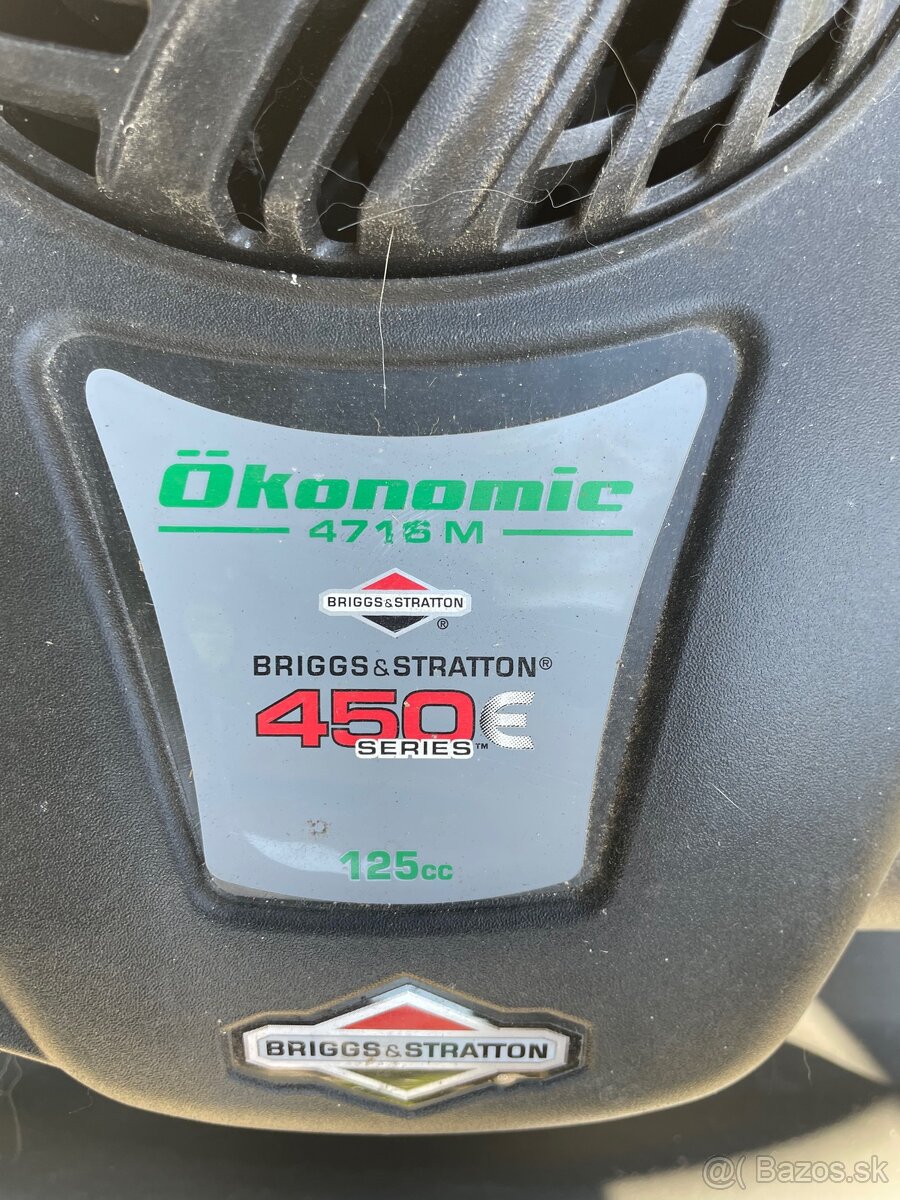 Ökonomic
4716 M
BRIGGS&STRATTON
®
BRIGGS&STRATTON®
450E
SERIES™
125cc
BRIGGS&STRATTON
@( Bazos.sk